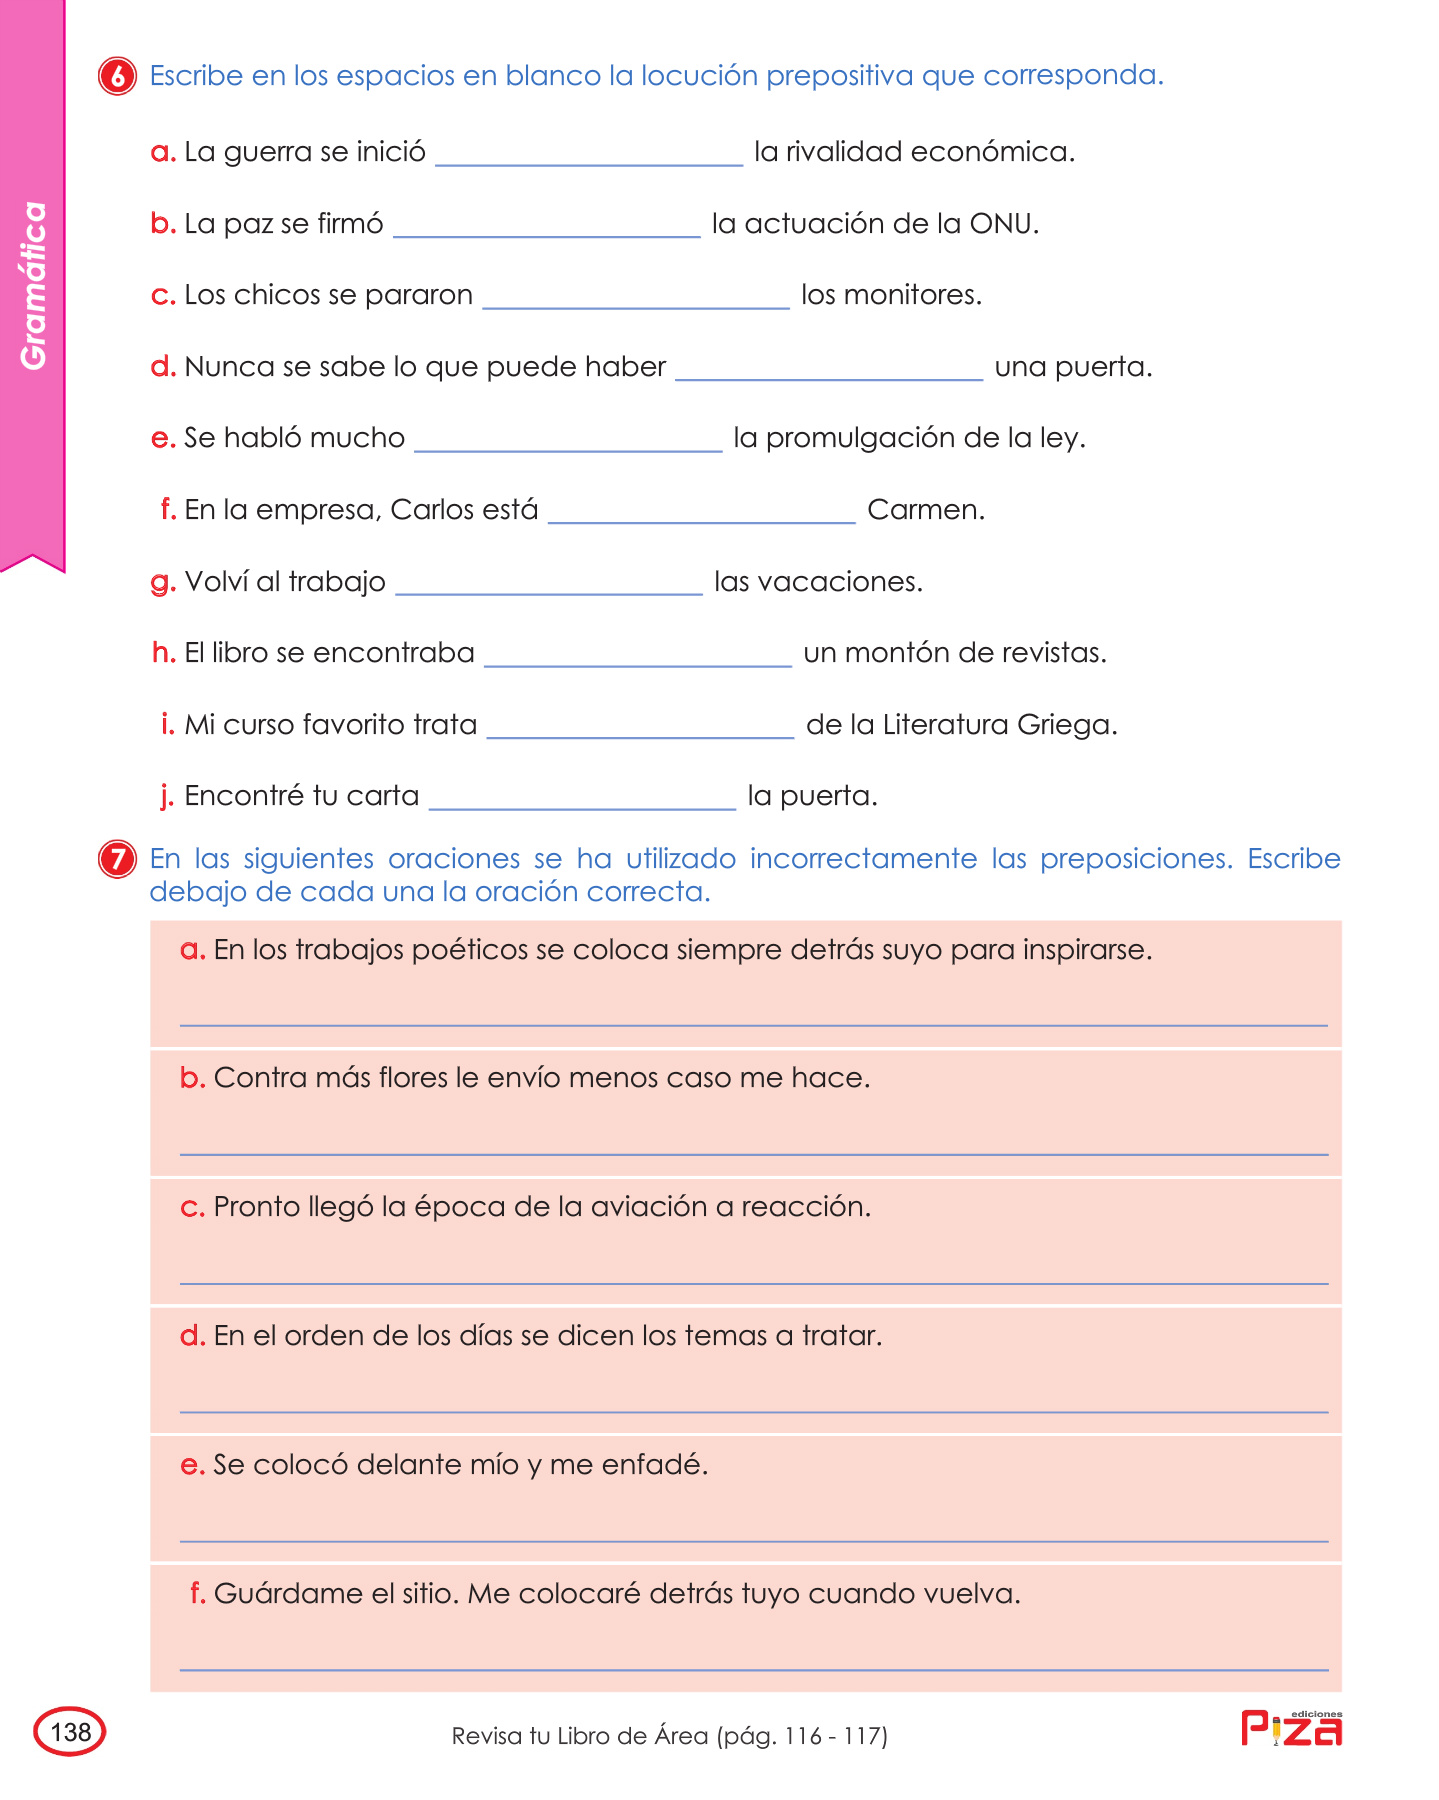 Gramática
6 Escribe en los espacios en blanco la locución prepositiva que corresponda.
a. La guerra se inició ____________________ la rivalidad económica.
b. La paz se firmó ____________________ la actuación de la ONU.
c. Los chicos se pararon ____________________ los monitores.
d. Nunca se sabe lo que puede haber ____________________ una puerta.
e. Se habló mucho ____________________ la promulgación de la ley.
f. En la empresa, Carlos está ____________________ Carmen.
g. Volví al trabajo ____________________ las vacaciones.
h. El libro se encontraba ____________________ un montón de revistas.
i. Mi curso favorito trata ____________________ de la Literatura Griega.
j. Encontré tu carta ____________________ la puerta.
7 En las siguientes oraciones se ha utilizado incorrectamente las preposiciones. Escribe
debajo de cada una la oración correcta.
a. En los trabajos poéticos se coloca siempre detrás suyo para inspirarse.
b. Contra más flores le envío menos caso me hace.
c. Pronto llegó la época de la aviación a reacción.
d. En el orden de los días se dicen los temas a tratar.
e. Se colocó delante mío y me enfadé.
f. Guárdame el sitio. Me colocaré detrás tuyo cuando vuelva.
138
Revisa tu Libro de Área (pág. 116 - 117)
ediciones
Piza